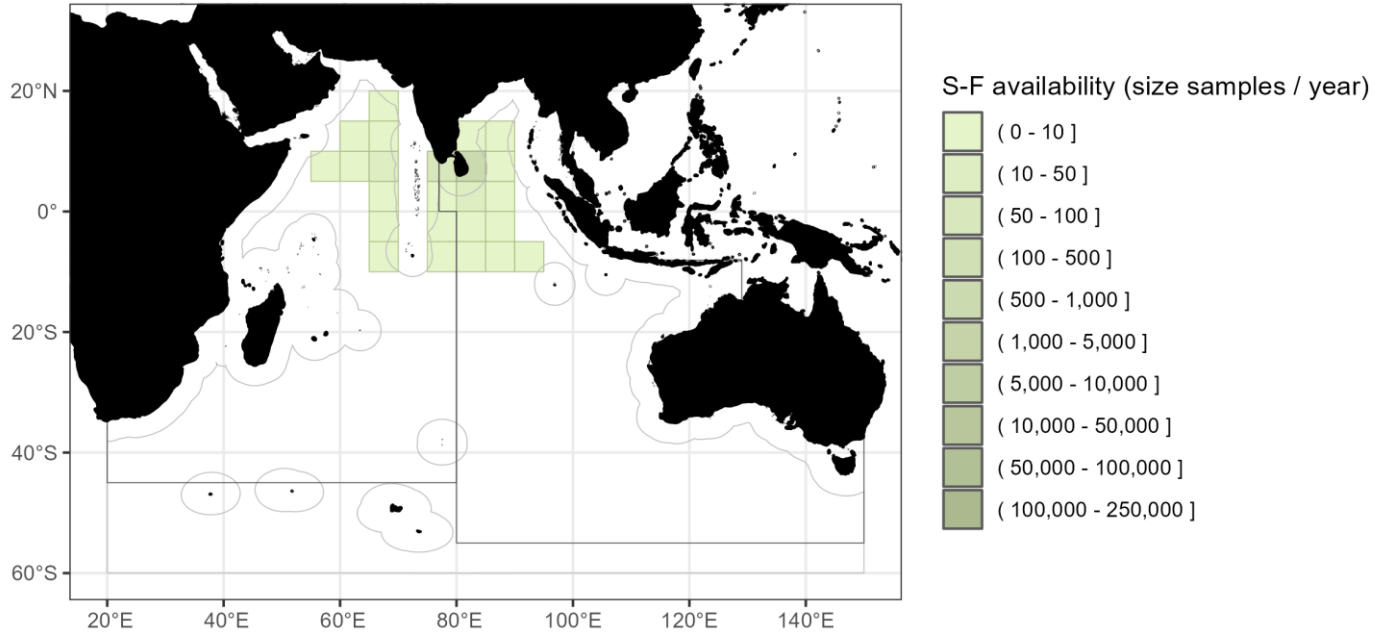 20°N
0°
20°S
40°S
60°S
20°E 40°E 60°E 80°E 100°E 120°E 140°E
S-F availability (size samples / year)
( 0 - 10 ]
( 10 - 50 ]
( 50 - 100 ]
( 100 - 500 ]
( 500 - 1,000 ]
( 1,000 - 5,000 ]
( 5,000 - 10,000 ]
( 10,000 - 50,000 ]
( 50,000 - 100,000 ]
( 100,000 - 250,000 ]